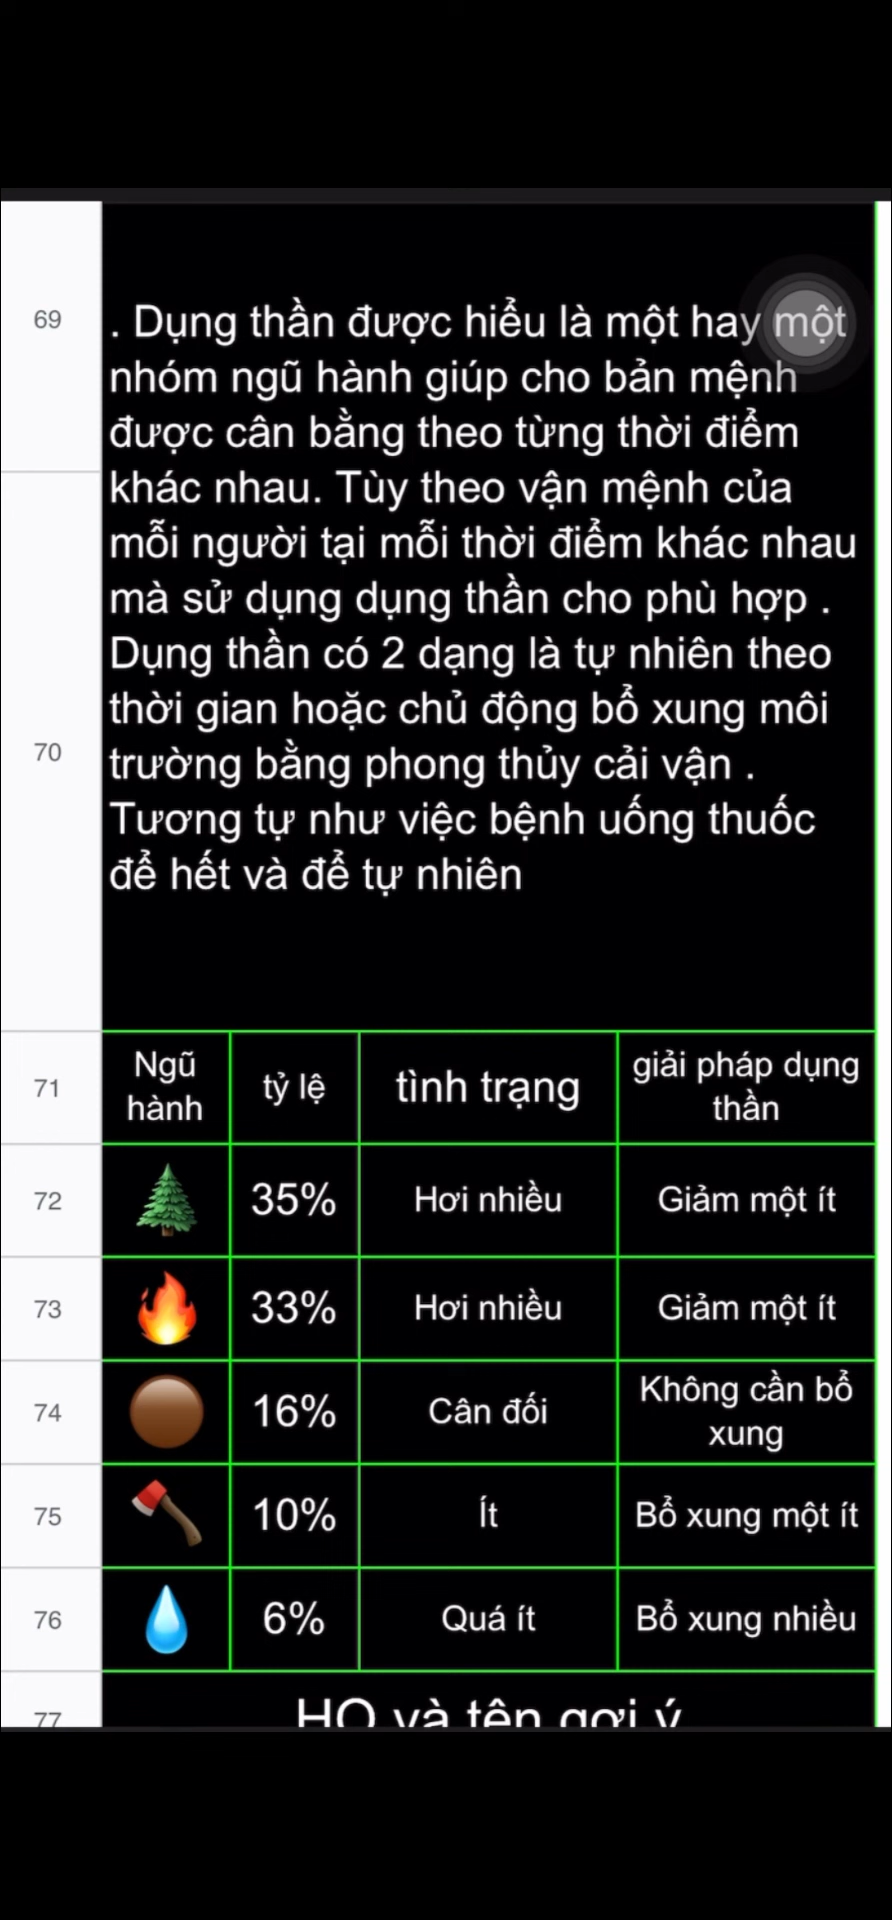 69
. Dụng thần được hiểu là một hay một
nhóm ngũ hành giúp cho bản mệnh
được cân bằng theo từng thời điểm
khác nhau. Tùy theo vận mệnh của
mỗi người tại mỗi thời điểm khác nhau
mà sử dụng dụng thần cho phù hợp .
Dụng thần có 2 dạng là tự nhiên theo
thời gian hoặc chủ động bổ xung môi
70
trường bằng phong thủy cải vận .
Tương tự như việc bệnh uống thuốc
để hết và để tự nhiên
71
Ngũ
hành
tỷ lệ
tình trạng
giải pháp dụng
thần
72
35%
Hơi nhiều
Giảm một ít
73
33%
Hơi nhiều
Giảm một ít
74
16%
Cân đối
Không cần bổ
xung
75
10%
Ít
Bổ xung một ít
76
6%
Quá ít
Bổ xung nhiều
77
HỌ và tên gợi ý